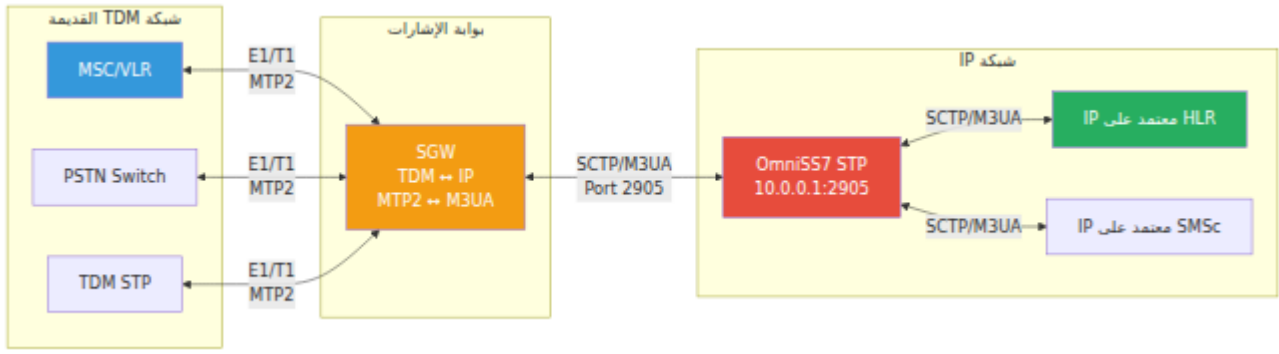 شبكة TDM القديمة
MSC/VLR
PSTN Switch
TDM STP
E1/T1
MTP2
E1/T1
MTP2
E1/T1
MTP2
بوابة الإشارات
SGW
TDM ↔ IP
MTP2 ↔ M3UA
SCTP/M3UA
Port 2905
شبكة IP
OmniSS7 STP
10.0.0.1:2905
SCTP/M3UA
SCTP/M3UA
HLR معتمد على IP
SMSc معتمد على IP